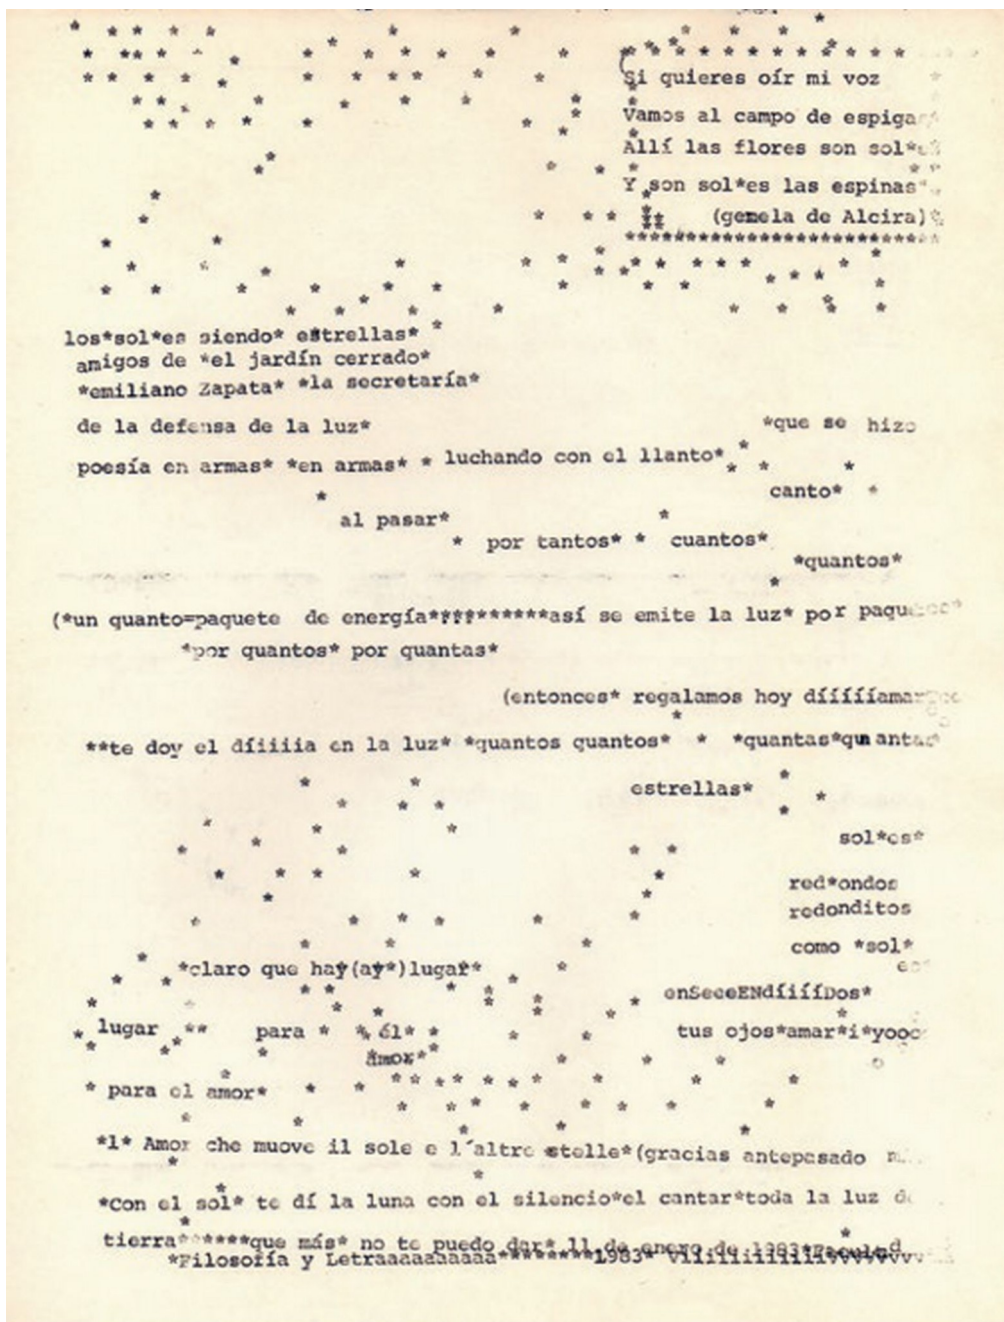 Si quieres oír mi voz
Vamos al campo de espigar
Allí las flores son sol*es
Y son sol*es las espinas*
(gemela de Alcira)
los*sol*es siendo* estrellas*
amigos de *el jardín cerrado*
*emiliano Zapata* *la secretaría*
de la defensa de la luz*
*que se hizo
poesía en armas* *en armas* * luchando con el llanto*
canto* *
al pasar*
* por tantos* * cuantos*
*quantos*
(*un quanto=paquete de energía**********así se emite la luz* por
*por quantos* por quantas*
(entonces* regalamos hoy
**te doy el díiiiia en la luz* *quantos quantos* * *quantas*quantas*
estrellas*
sol*es*
red*ondos
redonditos
como *sol*
es*
*claro que hay(ay*)lugar*
enSeceENdíiííDos*
lugar ** para * * él* *
tus ojos*amar*i*yooo
amor**
* para el amor*
*l* Amor che muove il sole e l´altre stelle*(gracias antepasado
*Con el sol* te dí la luna con el silencio*el cantar*toda la luz de
tierra*******que más* no te puedo dar* 11 de enero de 1983*Facultad
*Filosofía y Letraaaaaaaaaa********1983*